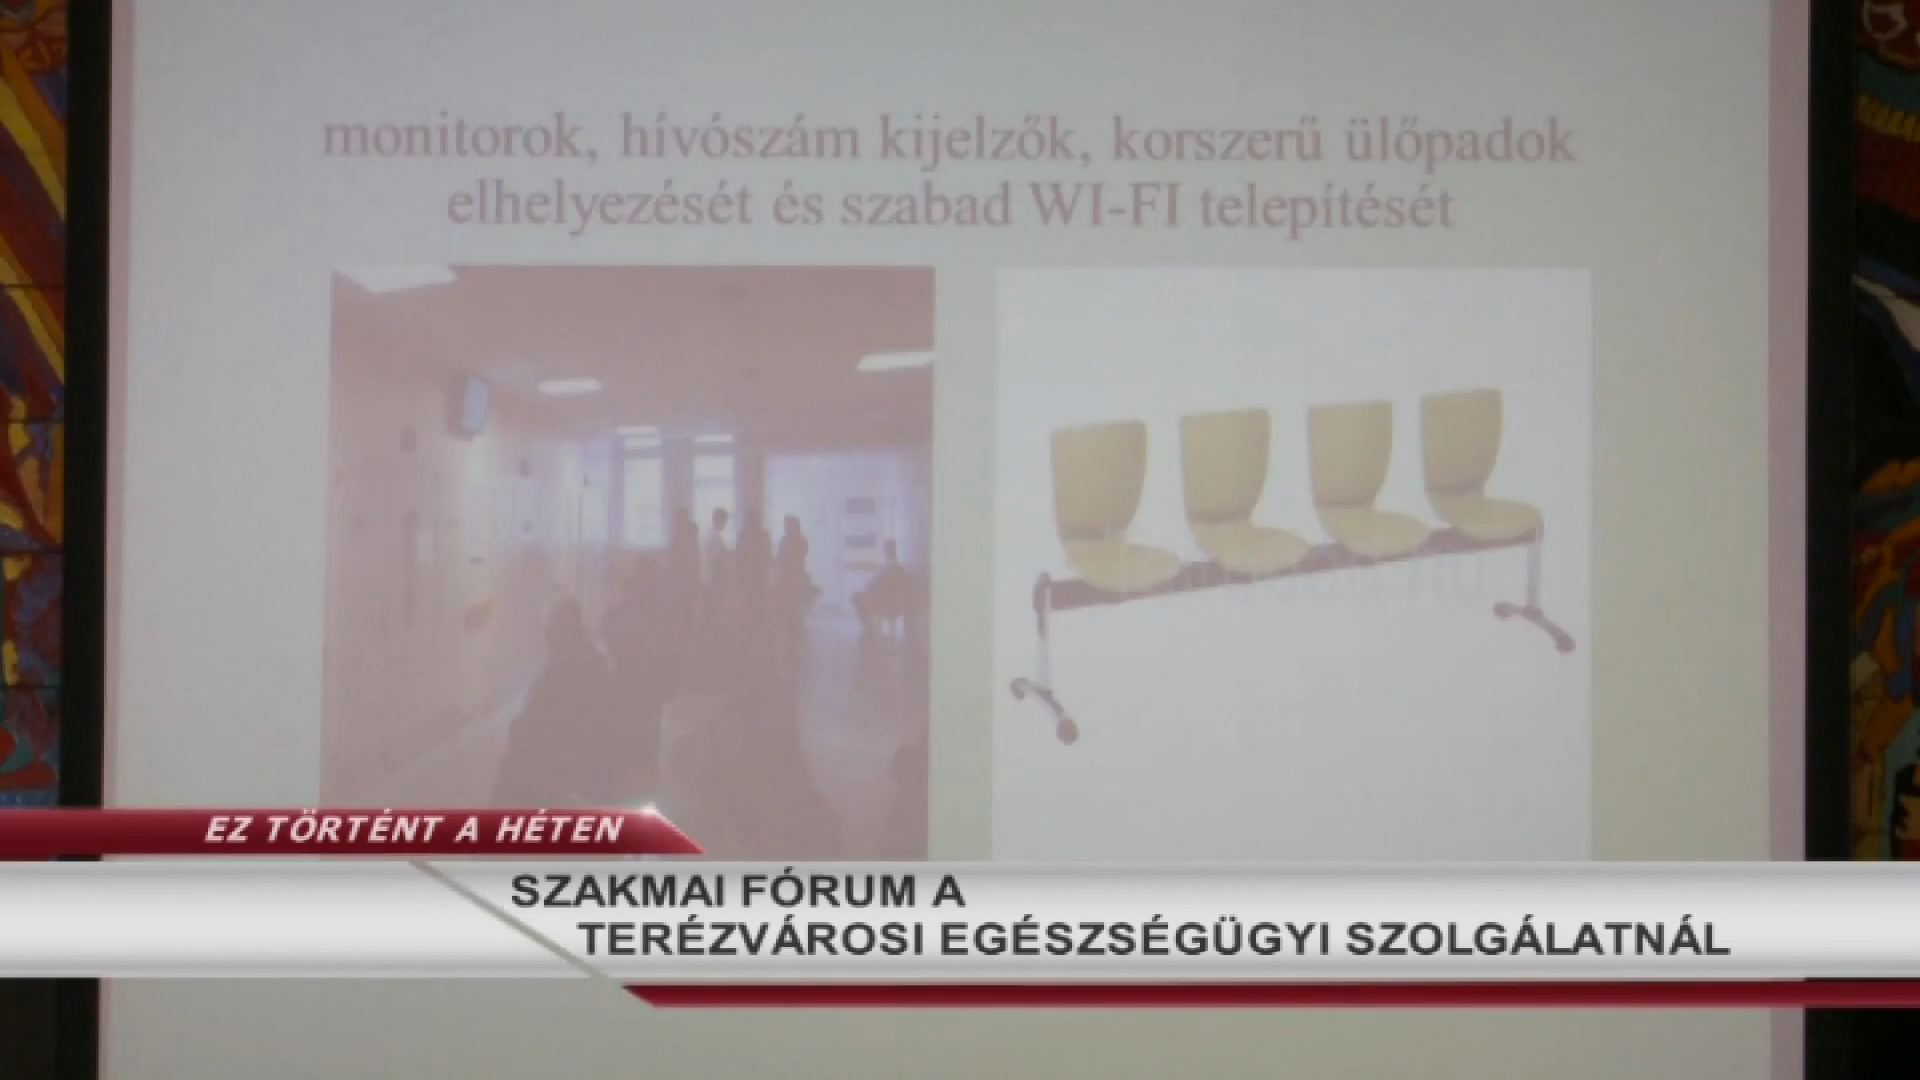 monitorok, hívószám kijelzők, korszerű ülőpadok
elhelyezését és szabad WI-FI telepítését
EZ TÖRTÉNT A HÉTEN
SZAKMAI FÓRUM A
TERÉZVÁROSI EGÉSZSÉGÜGYI SZOLGÁLATNÁL